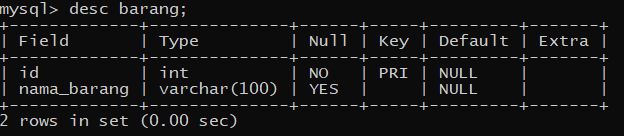 mysql> desc barang;
+-------------+--------------+------+-----+---------+-------+
| Field       | Type         | Null | Key | Default | Extra |
+-------------+--------------+------+-----+---------+-------+
| id          | int          | NO   | PRI | NULL    |       |
| nama_barang | varchar(100) | YES  |     | NULL    |       |
+-------------+--------------+------+-----+---------+-------+
2 rows in set (0.00 sec)